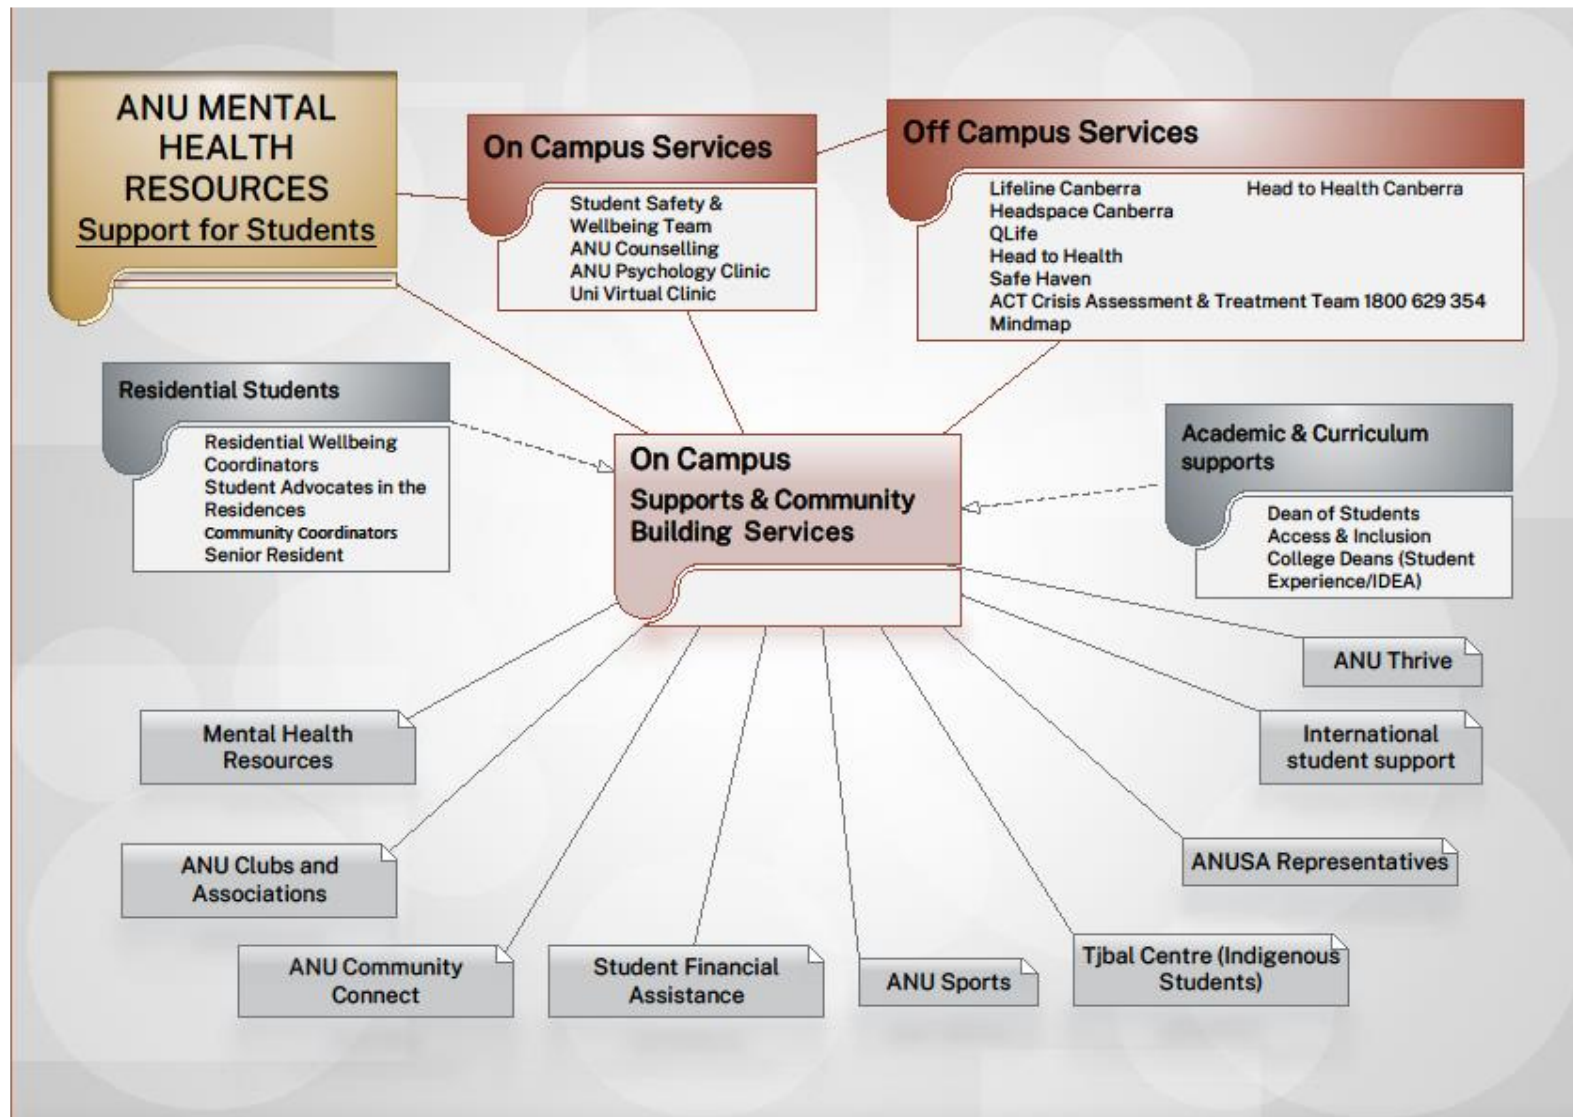 ANU MENTAL
HEALTH
RESOURCES
Support for Students
On Campus Services
Student Safety &
Wellbeing Team
ANU Counselling
ANU Psychology Clinic
Uni Virtual Clinic
Off Campus Services
Lifeline Canberra Head to Health Canberra
Headspace Canberra
QLife
Head to Health
Safe Haven
ACT Crisis Assessment & Treatment Team 1800 629 354
Mindmap
Residential Students
Residential Wellbeing
Coordinators
Student Advocates in the
Residences
Community Coordinators
Senior Resident
On Campus
Supports & Community
Building Services
Academic & Curriculum
supports
Dean of Students
Access & Inclusion
College Deans (Student
Experience/IDEA)
ANU Thrive
Mental Health
Resources
International
student support
ANU Clubs and
Associations
ANUSA Representatives
ANU Community
Connect
Student Financial
Assistance
ANU Sports
Tjbal Centre (Indigenous
Students)